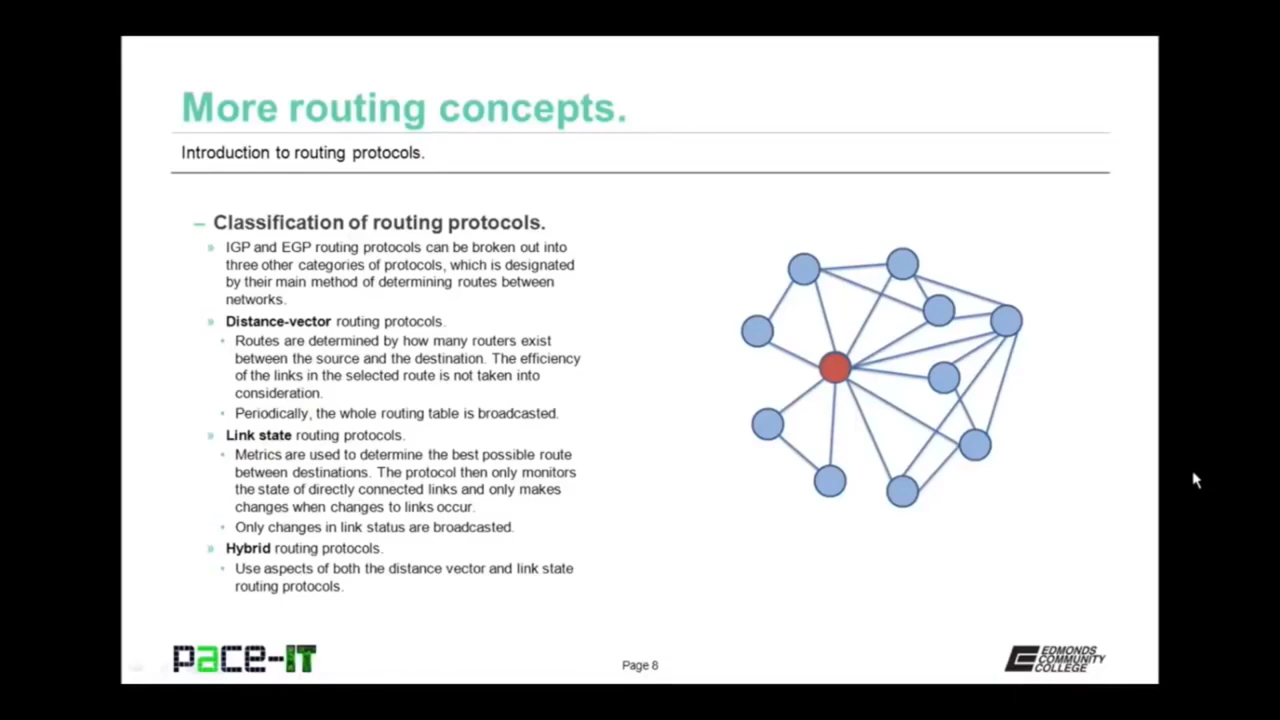 More routing concepts.
Introduction to routing protocols.
– Classification of routing protocols.
» IGP and EGP routing protocols can be broken out into
three other categories of protocols, which is designated
by their main method of determining routes between
networks.
» Distance-vector routing protocols.
• Routes are determined by how many routers exist
between the source and the destination. The efficiency
of the links in the selected route is not taken into
consideration.
• Periodically, the whole routing table is broadcasted.
» Link state routing protocols.
• Metrics are used to determine the best possible route
between destinations. The protocol then only monitors
the state of directly connected links and only makes
changes when changes to links occur.
• Only changes in link status are broadcasted.
» Hybrid routing protocols.
• Use aspects of both the distance vector and link state
routing protocols.
pace-IT
Page 8
EDMONDS
COMMUNITY
COLLEGE